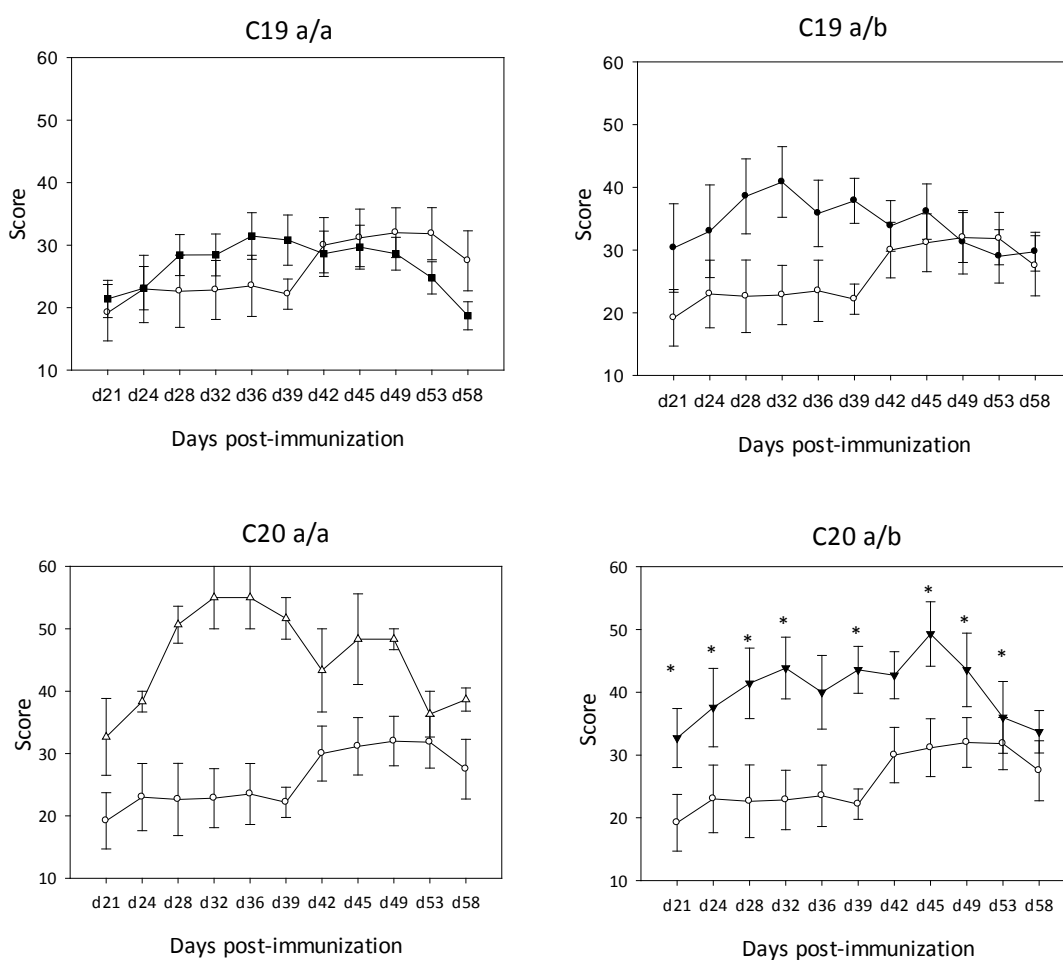 C19 a/a
60
50
40
30
20
10
Score
d21 d24 d28 d32 d36 d39 d42 d45 d49 d53 d58
Days post-immunization
C19 a/b
60
50
40
30
20
10
Score
d21 d24 d28 d32 d36 d39 d42 d45 d49 d53 d58
Days post-immunization
C20 a/a
60
50
40
30
20
10
Score
d21 d24 d28 d32 d36 d39 d42 d45 d49 d53 d58
Days post-immunization
C20 a/b
60
50
40
30
20
10
Score
* * * * * * * *
d21 d24 d28 d32 d36 d39 d42 d45 d49 d53 d58
Days post-immunization